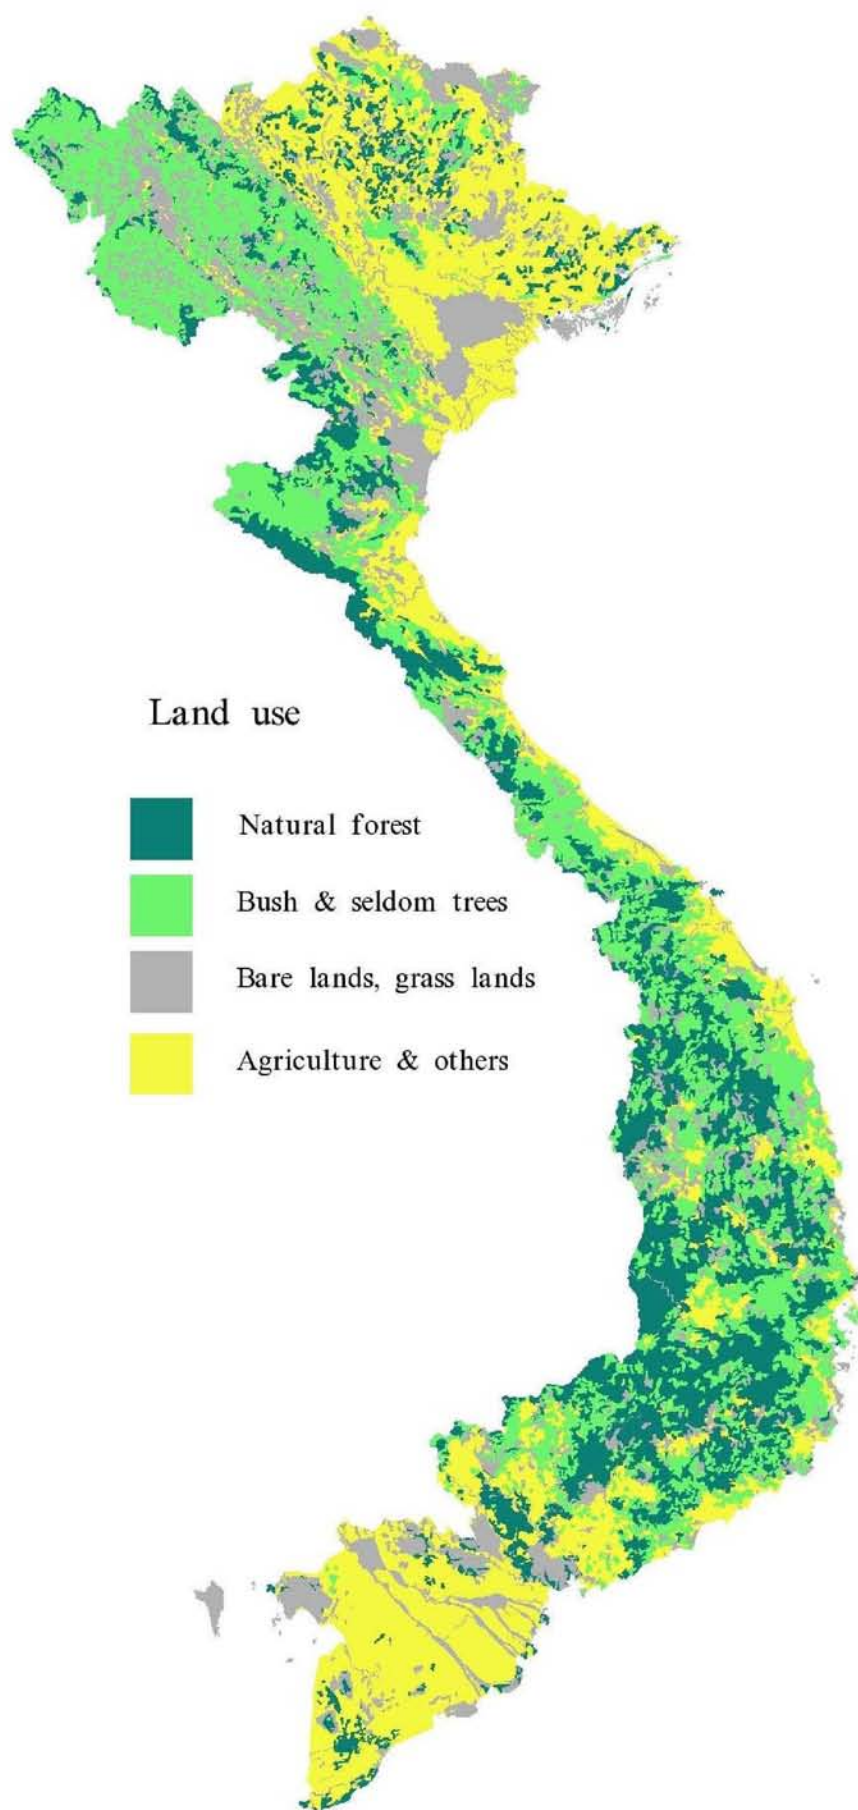 Land use
Natural forest
Bush & seldom trees
Bare lands, grass lands
Agriculture & others